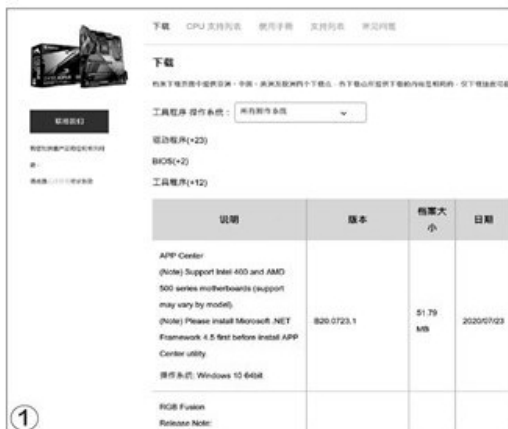 下载 CPU 支持列表 使用手册 支持列表 常见问题
下载
工具程序 操作系统： 所有操作系统
联络我们
驱动程序(+23)
BIOS(+2)
工具程序(+12)
说明 版本 档案大小 日期
APP Center
(Note) Support Intel 400 and AMD
500 series motherboards (support
may vary by model).
(Note) Please install Microsoft .NET
Framework 4.5 first before install APP
Center utility.
操作系统: Windows 10 64bit
B20.0723.1
51.79
MB
2020/07/23
RGB Fusion
Release Note:
①